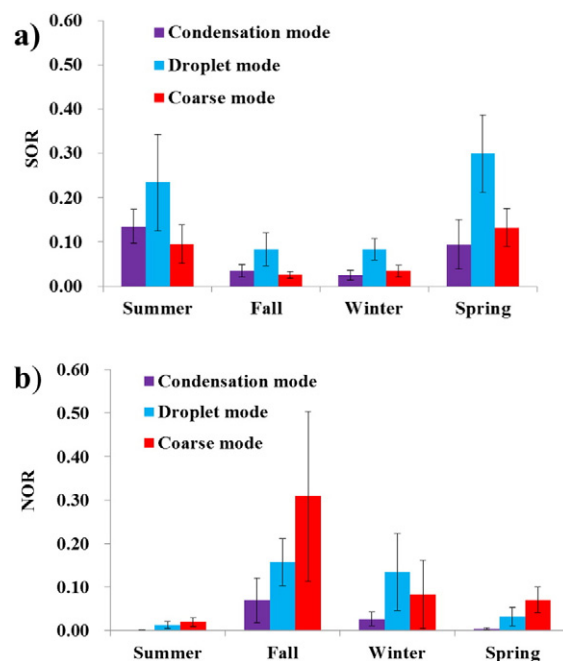 a)
0.60
Condensation mode
0.50
Droplet mode
0.40
Coarse mode
SOR
0.30
0.20
0.10
0.00
Summer Fall Winter Spring
b)
0.60
Condensation mode
0.50
Droplet mode
0.40
Coarse mode
NOR
0.30
0.20
0.10
0.00
Summer Fall Winter Spring